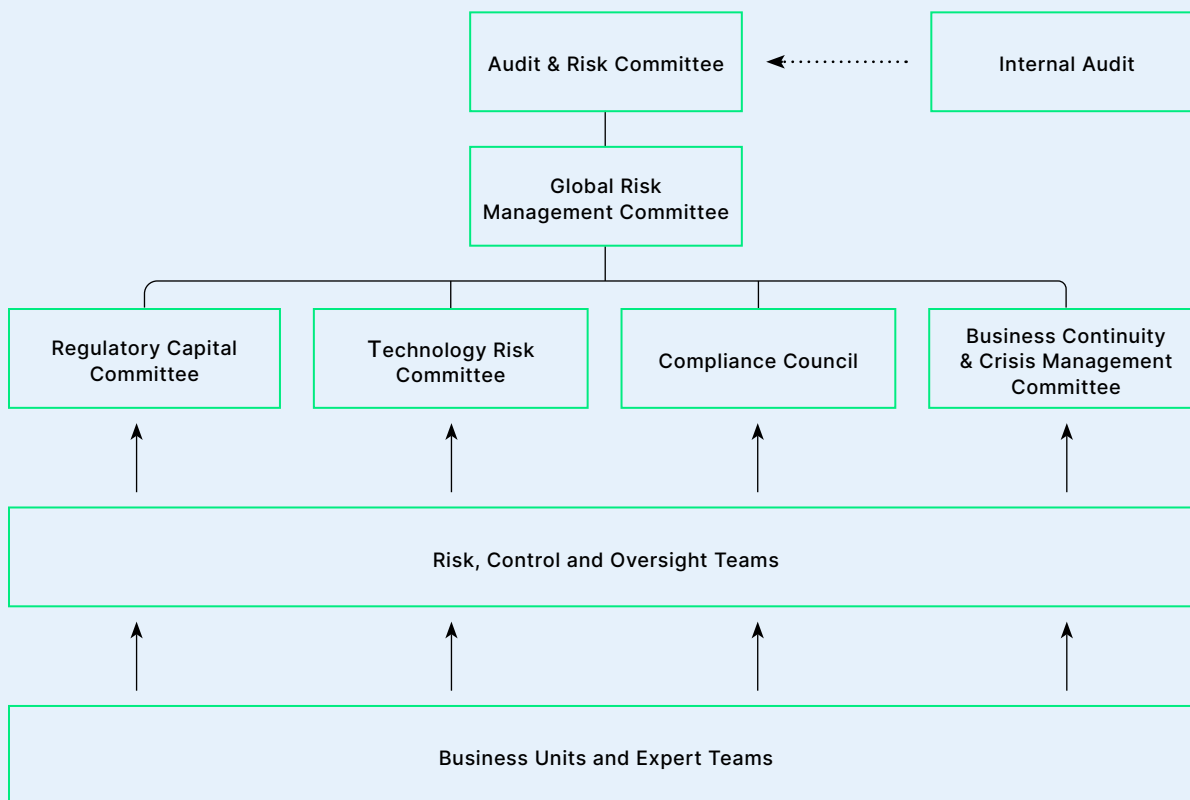 Audit & Risk Committee
Internal Audit
Global Risk
Management Committee
Regulatory Capital
Committee
Technology Risk
Committee
Compliance Council
Business Continuity
& Crisis Management
Committee
Risk, Control and Oversight Teams
Business Units and Expert Teams